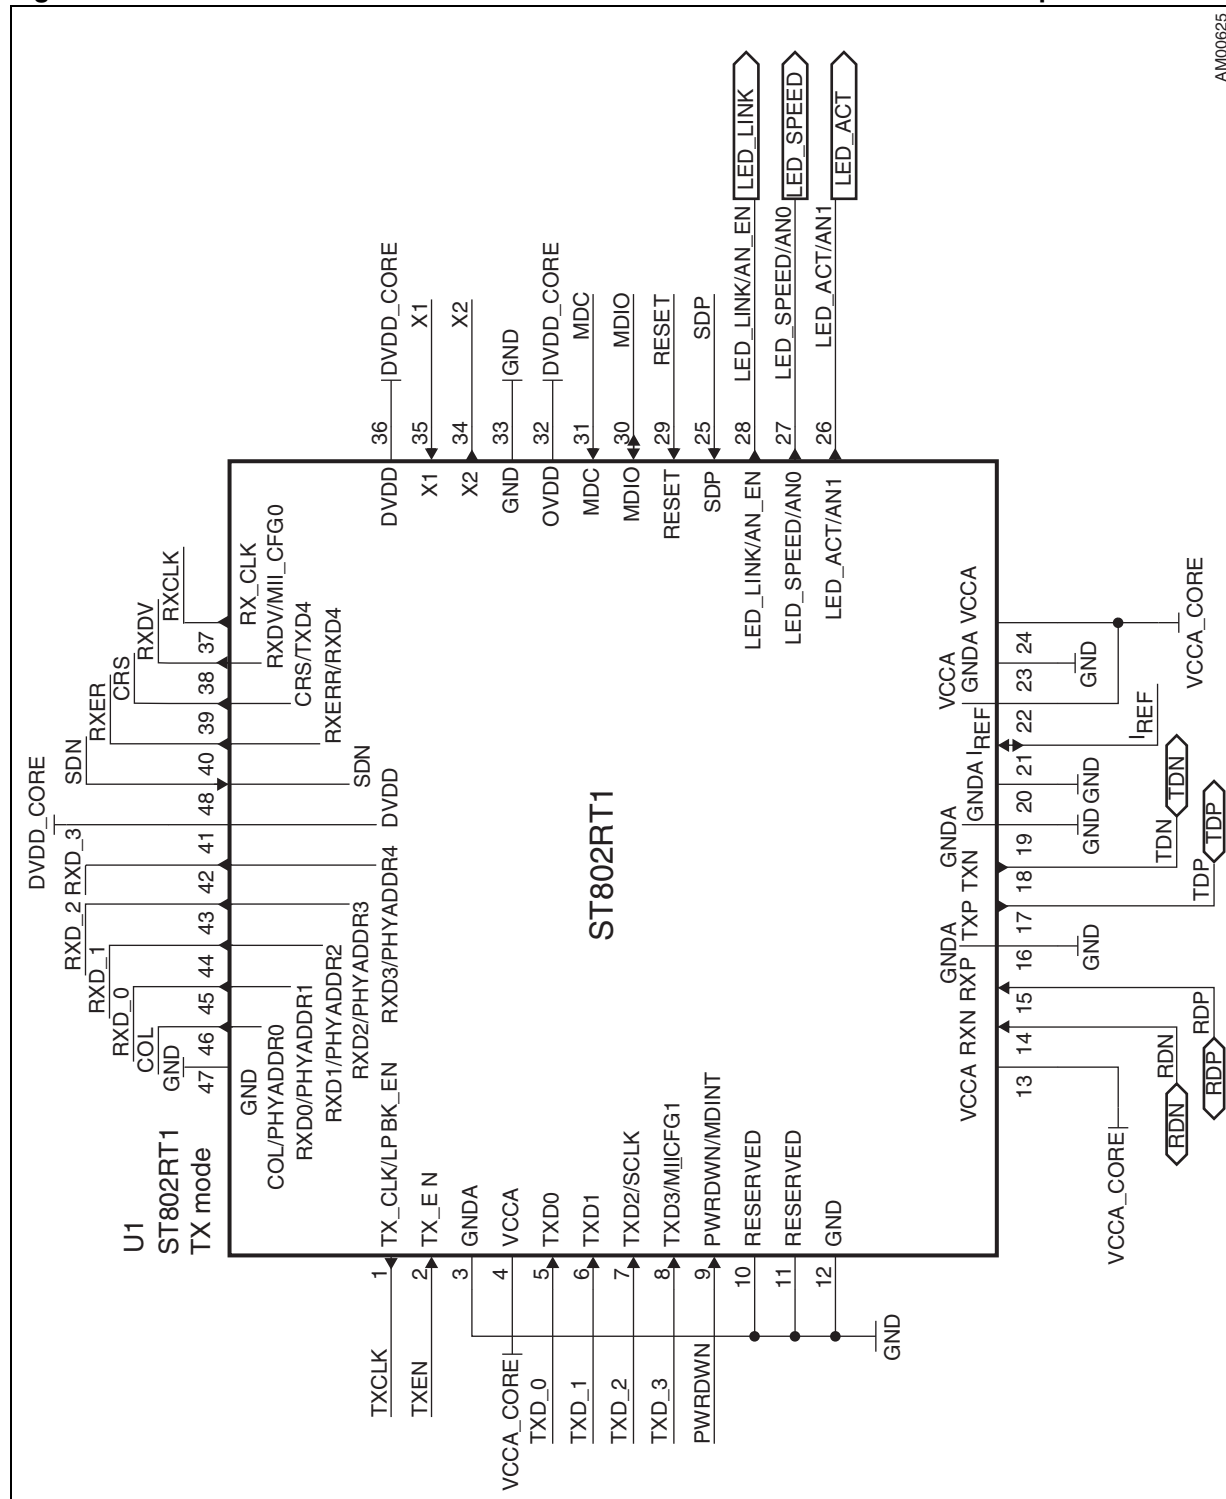 AM00625
U1
ST802RT1
TX mode
ST802RT1
TXCLK 1 TX_CLK/LPBK_EN
TXEN 2 TX_E N
3 GNDA
VCCA_CORE 4 VCCA
TXD_0 5 TXD0
TXD_1 6 TXD1
TXD_2 7 TXD2/SCLK
TXD_3 8 TXD3/MIICFG1
PWRDWN 9 PWRDWN/MDINT
10 RESERVED
11 RESERVED
12 GND
GND
GND 47 GND
COL 46 COL/PHYADDR0
RXD_0 45 RXD0/PHYADDR1
RXD_1 44 RXD1/PHYADDR2
RXD_2 43 RXD2/PHYADDR3
RXD_3 42 RXD3/PHYADDR4
DVDD_CORE 41 DVDD
SDN 48 SDN
RXER 40 RXERR/RXD4
CRS 39 CRS/TXD4
RXDV 38 RXDV/MII_CFG0
RXCLK 37 RX_CLK
DVDD 36 DVDD_CORE
X1 35 X1
X2 34 X2
GND 33 GND
OVDD 32 DVDD_CORE
MDC 31 MDC
MDIO 30 MDIO
RESET 29 RESET
SDP 25 SDP
LED_LINK/AN_EN 28 LED_LINK/AN_EN LED_LINK
LED_SPEED/AN0 27 LED_SPEED/AN0 LED_SPEED
LED_ACT/AN1 26 LED_ACT/AN1 LED_ACT
VCCA 13 VCCA_CORE
RXN 14 RDN RDN
RXP 15 RDP RDP
GNDA 16 GND
TXP 17 TDP TDP
TXN 18 TDN TDN
GNDA 19 GND
GNDA 20 GND
IREF 21 IREF
VCCA 22
GNDA 23 GND
VCCA 24 VCCA_CORE